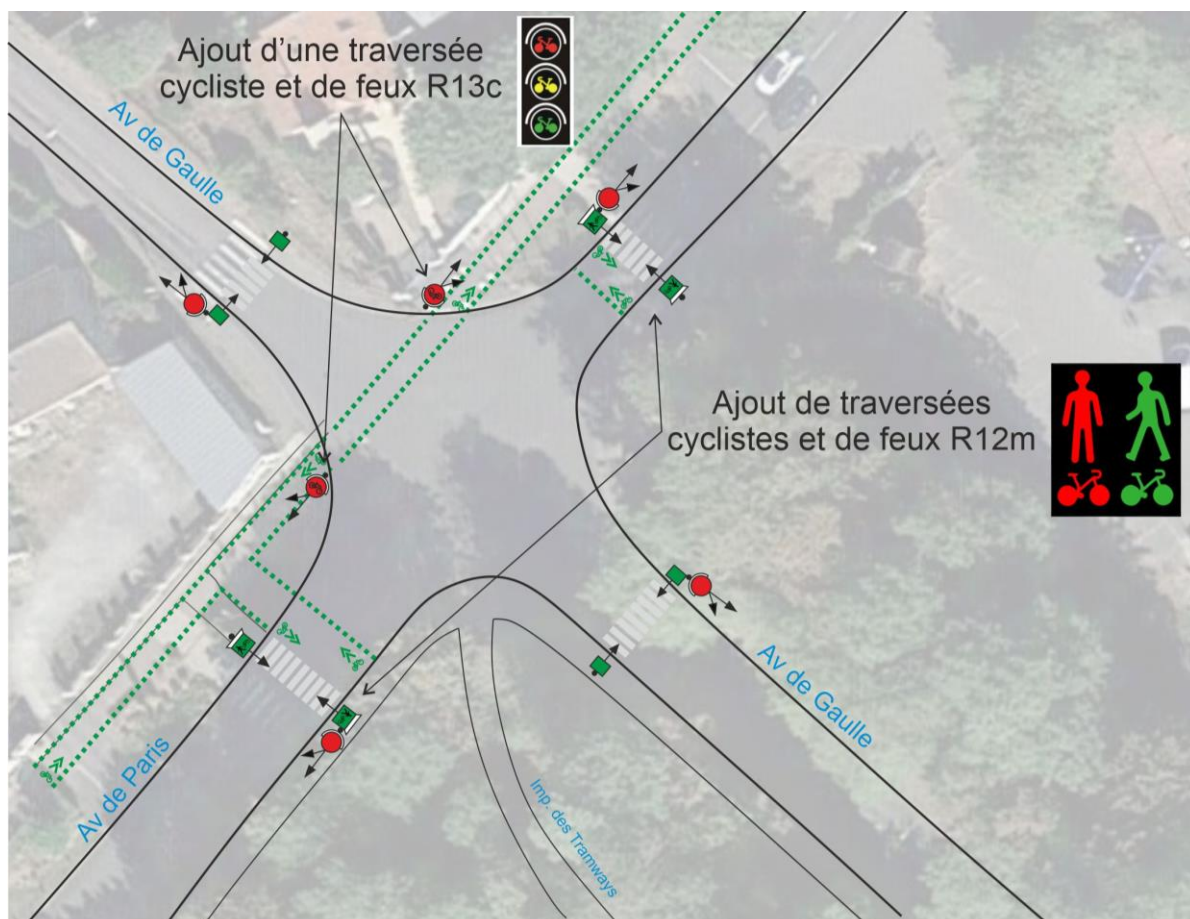 Ajout d'une traversée
cycliste et de feux R13c
Av de Gaulle
Ajout de traversées
cyclistes et de feux R12m
Av de Gaulle
Av de Paris
Imp. des Tramways